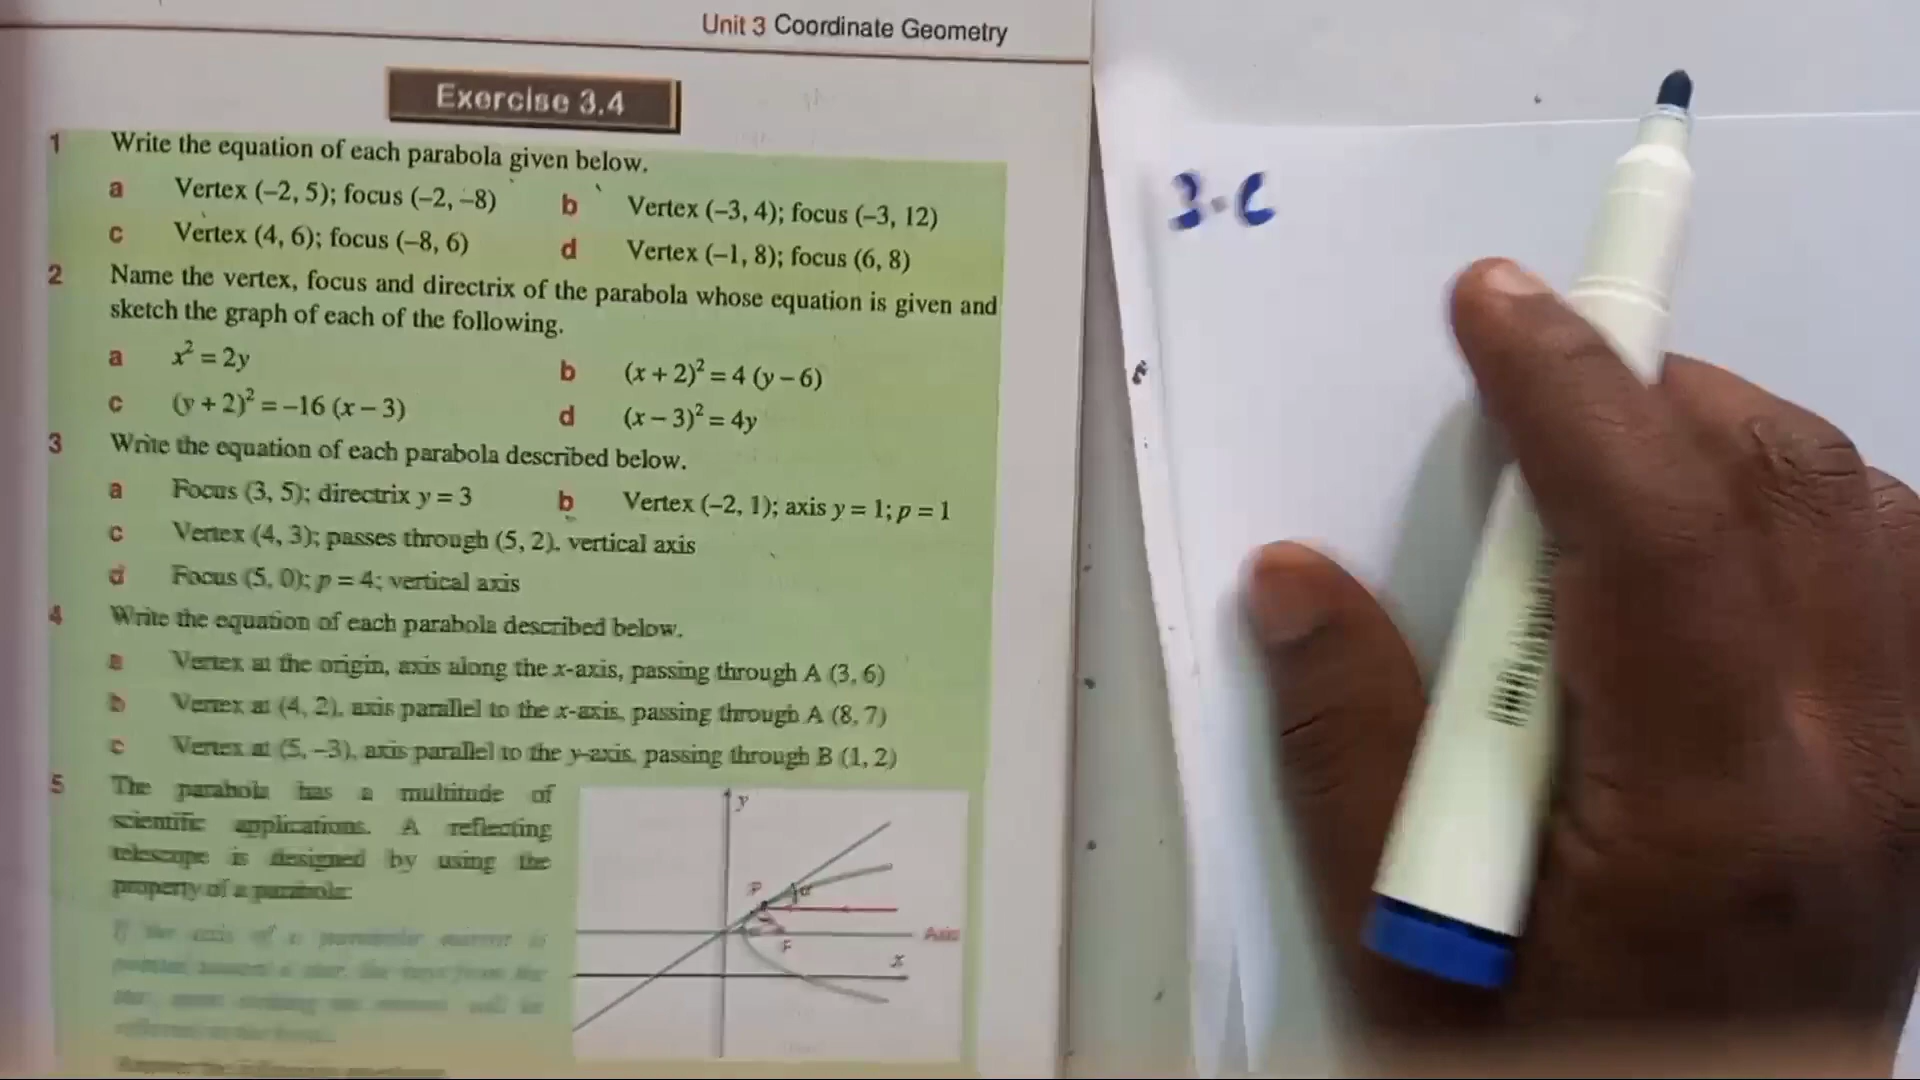 Unit 3 Coordinate Geometry
Exercise 3.4
1 Write the equation of each parabola given below.
a Vertex (–2, 5); focus (–2, –8) b Vertex (–3, 4); focus (–3, 12)
c Vertex (4, 6); focus (–8, 6) d Vertex (–1, 8); focus (6, 8)
2 Name the vertex, focus and directrix of the parabola whose equation is given and
sketch the graph of each of the following.
a x² = 2y b (x + 2)² = 4 (y – 6)
c (y + 2)² = –16 (x – 3) d (x – 3)² = 4y
3 Write the equation of each parabola described below.
a Focus (3, 5); directrix y = 3 b Vertex (–2, 1); axis y = 1; p = 1
c Vertex (4, 3); passes through (5, 2), vertical axis
d Focus (5, 0); p = 4; vertical axis
4 Write the equation of each parabola described below.
a Vertex at the origin, axis along the x-axis, passing through A (3, 6)
b Vertex at (4, 2), axis parallel to the x-axis, passing through A (8, 7)
c Vertex at (5, –3), axis parallel to the y-axis, passing through B (1, 2)
5 The parabola has a multitude of
scientific applications. A reflecting
telescope is designed by using the
property of a parabola:
If the axis of a parabolic mirror is
y
P
α
F
Axis
x
3.C